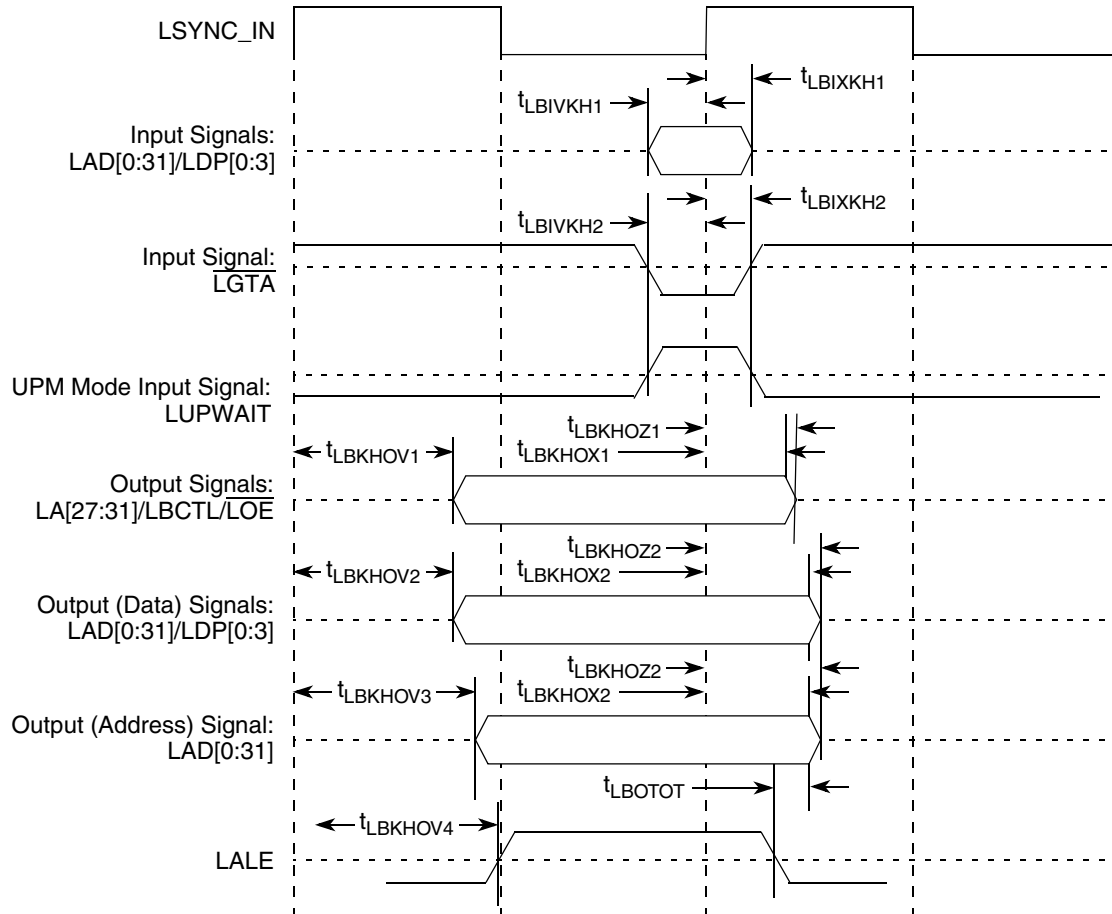 LSYNC_IN
tLBIXKH1
tLBIVKH1
Input Signals:
LAD[0:31]/LDP[0:3]
tLBIXKH2
tLBIVKH2
Input Signal:
LGTA
UPM Mode Input Signal:
LUPWAIT
tLBKHOZ1
tLBKHOV1
tLBKHOX1
Output Signals:
LA[27:31]/LBCTL/LOE
tLBKHOZ2
tLBKHOV2
tLBKHOX2
Output (Data) Signals:
LAD[0:31]/LDP[0:3]
tLBKHOZ2
tLBKHOV3
tLBKHOX2
Output (Address) Signal:
LAD[0:31]
tLBOTOT
tLBKHOV4
LALE